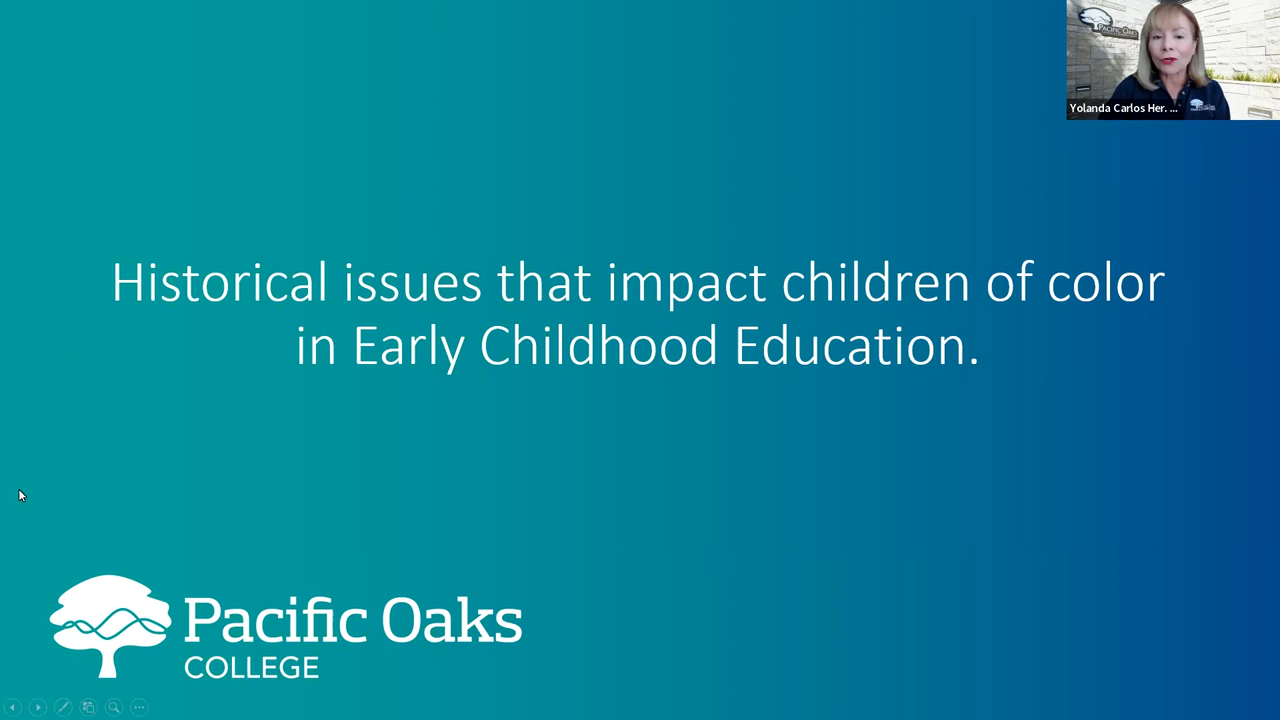 Yolanda Carlos Her. ...
Historical issues that impact children of color
in Early Childhood Education.
Pacific Oaks
COLLEGE